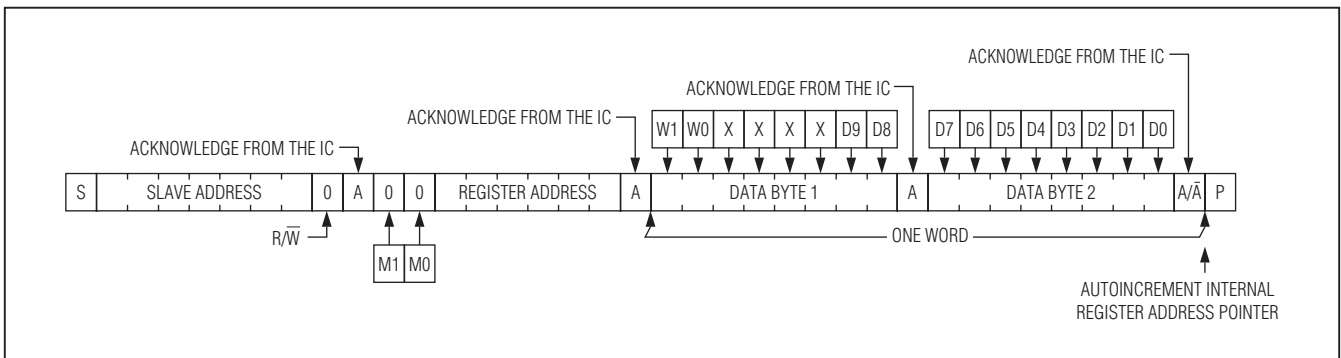 ACKNOWLEDGE FROM THE IC
ACKNOWLEDGE FROM THE IC
ACKNOWLEDGE FROM THE IC
W1 W0 X X X X D9 D8
D7 D6 D5 D4 D3 D2 D1 D0
ACKNOWLEDGE FROM THE IC
S SLAVE ADDRESS 0 A 0 0 REGISTER ADDRESS A DATA BYTE 1 A DATA BYTE 2 A/A̅ P
R/W̅
ONE WORD
M1 M0
AUTOINCREMENT INTERNAL
REGISTER ADDRESS POINTER